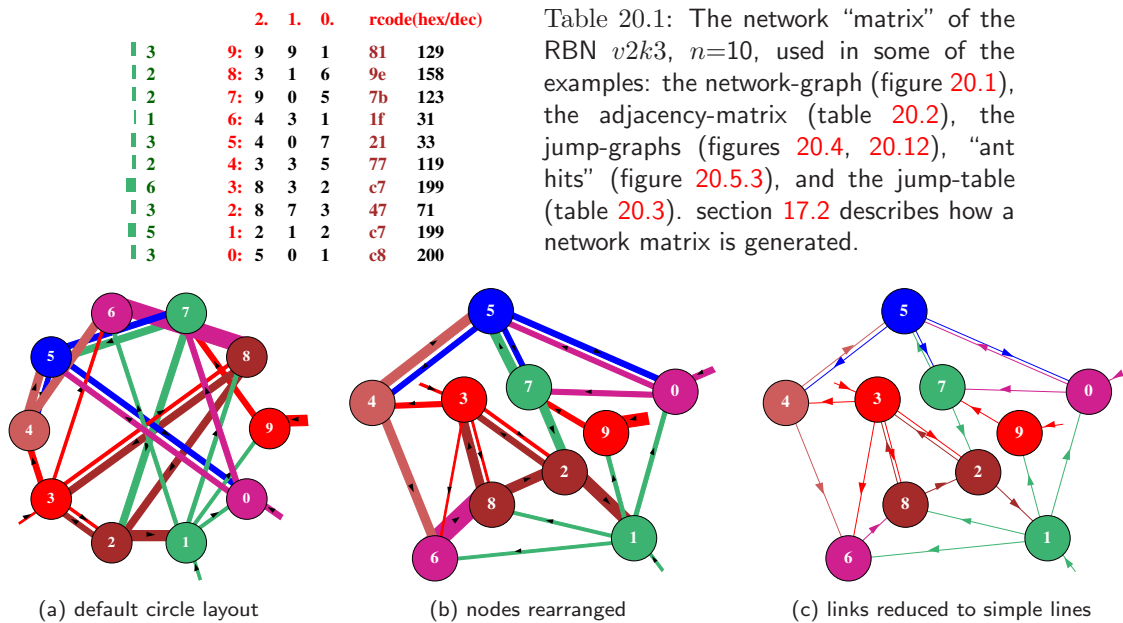 2. 1. 0. rcode(hex/dec)
3 9: 9 9 1 81 129
2 8: 3 1 6 9e 158
2 7: 9 0 5 7b 123
1 6: 4 3 1 1f 31
3 5: 4 0 7 21 33
2 4: 3 3 5 77 119
6 3: 8 3 2 c7 199
3 2: 8 7 3 47 71
5 1: 2 1 2 c7 199
3 0: 5 0 1 c8 200
Table 20.1: The network “matrix” of the
RBN v2k3, n=10, used in some of the
examples: the network-graph (figure 20.1),
the adjacency-matrix (table 20.2), the
jump-graphs (figures 20.4, 20.12), “ant
hits” (figure 20.5.3), and the jump-table
(table 20.3). section 17.2 describes how a
network matrix is generated.
6 7
5 8
4 9
3 0
2 1
(a) default circle layout
5
7 0
4 3
9
2
8
1
6
(b) nodes rearranged
5
7 0
4 3
9
2
8
1
6
(c) links reduced to simple lines